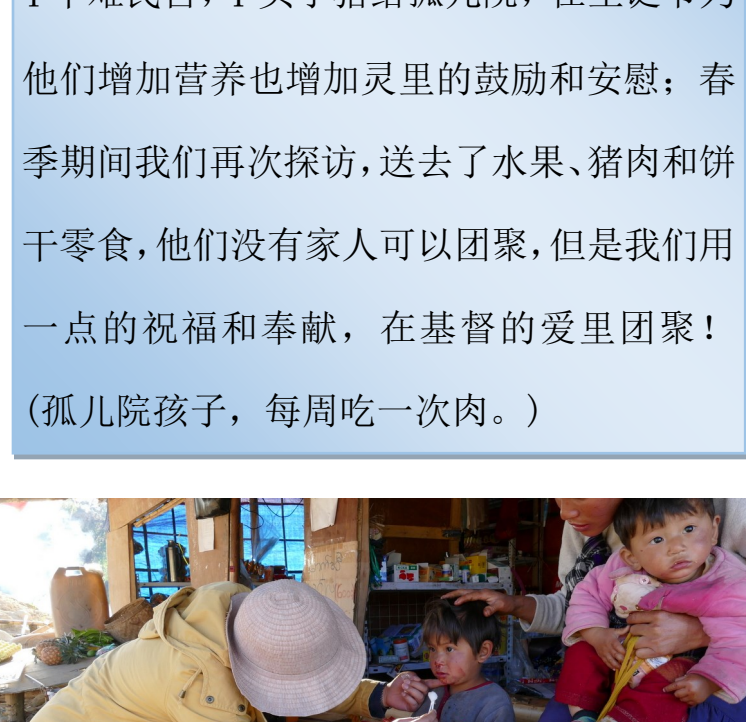 他们增加营养也增加灵里的鼓励和安慰；春
季期间我们再次探访，送去了水果、猪肉和饼
干零食，他们没有家人可以团聚，但是我们用
一点的祝福和奉献，在基督的爱里团聚！
(孤儿院孩子，每周吃一次肉。)